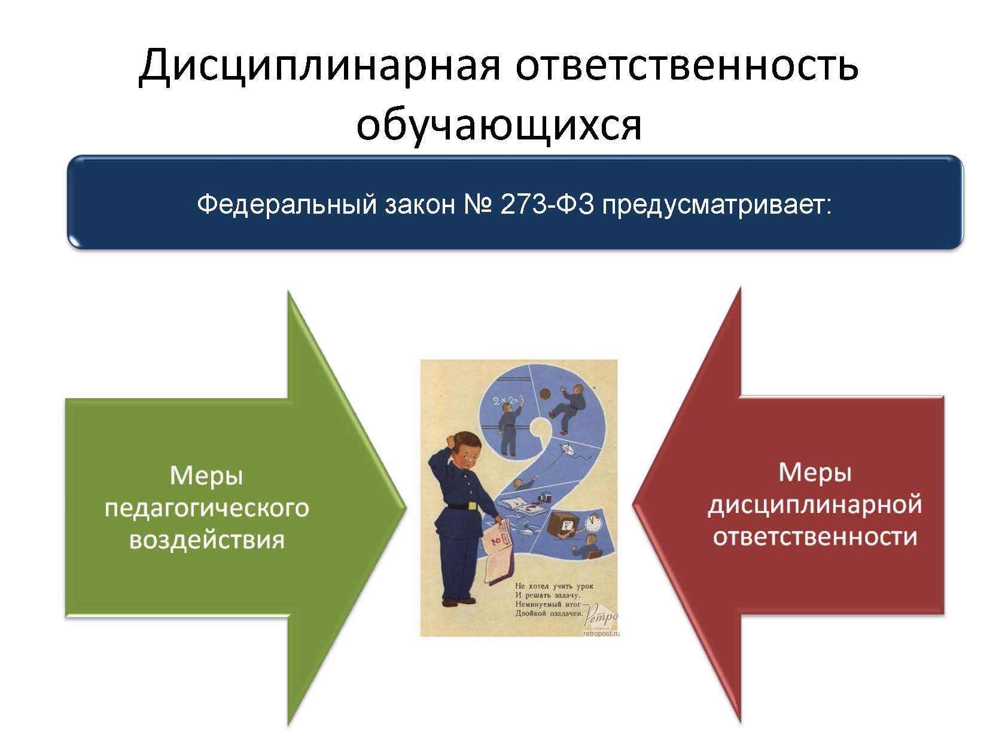 Дисциплинарная ответственность
обучающихся
Федеральный закон № 273-ФЗ предусматривает:
Меры
педагогического
воздействия
2×2=3
2
Не хотел учить урок
И решать задачу.
Неминуемый итог —
Двойкой озадачен.
Ретро
retropost.ru
Меры
дисциплинарной
ответственности